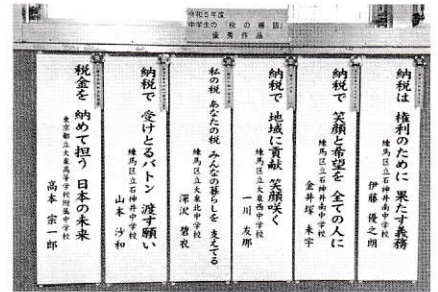 令和5年度
中学生の「税の標語」
優秀作品
納税は 権利のために 果たす義務
練馬区立石神井南中学校
伊藤 優之朗
納税で 笑顔と希望を 全ての人に
練馬区立石神井南中学校
金井塚 未宇
納税で 地域に貢献 笑顔咲く
練馬区立大泉西中学校
一川 友那
私の税 あなたの税 みんなの暮らしを 支えてる
練馬区立大泉北中学校
深沢 碧衣
納税で 受けとるバトン 渡す願い
練馬区立石神井中学校
山本 沙和
税金を 納めて担う 日本の未来
東京都立大泉高等学校附属中学校
高本 宗一郎